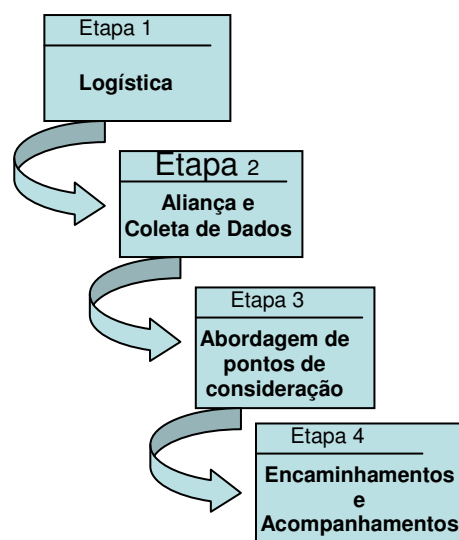 Etapa 1
Logística
Etapa 2
Aliança e
Coleta de Dados
Etapa 3
Abordagem de
pontos de
consideração
Etapa 4
Encaminhamentos
e
Acompanhamentos